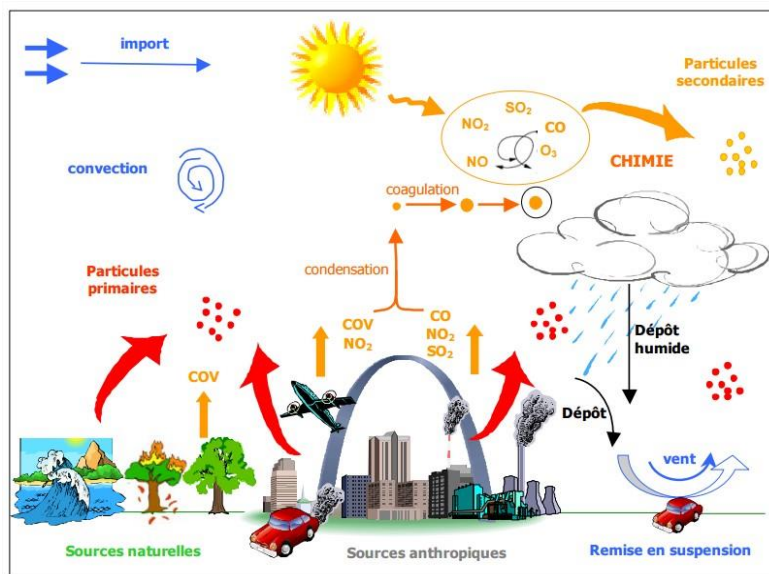 import
Particules
secondaires
SO₂
NO₂
CO
NO
O₃
CHIMIE
convection
coagulation
condensation
Particules
primaires
COV
NO₂
CO
NO₂
SO₂
Dépôt
humide
COV
Dépôt
vent
Sources naturelles
Sources anthropiques
Remise en suspension